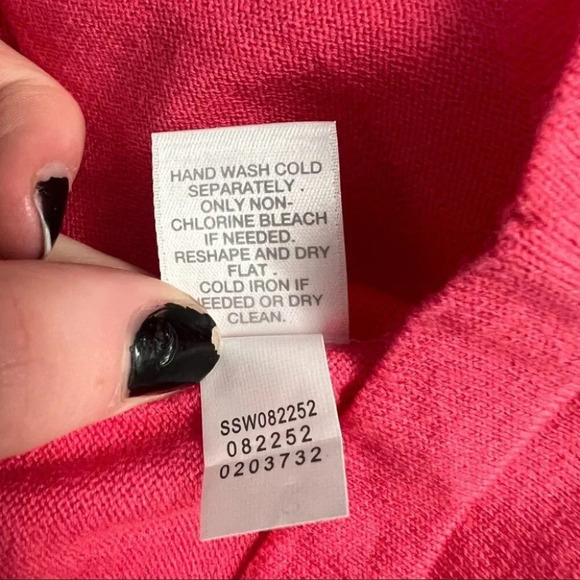 HAND WASH COLD
SEPARATELY .
ONLY NON-
CHLORINE BLEACH
IF NEEDED.
RESHAPE AND DRY
FLAT .
COLD IRON IF
NEEDED OR DRY
CLEAN.
SSW082252
082252
0203732